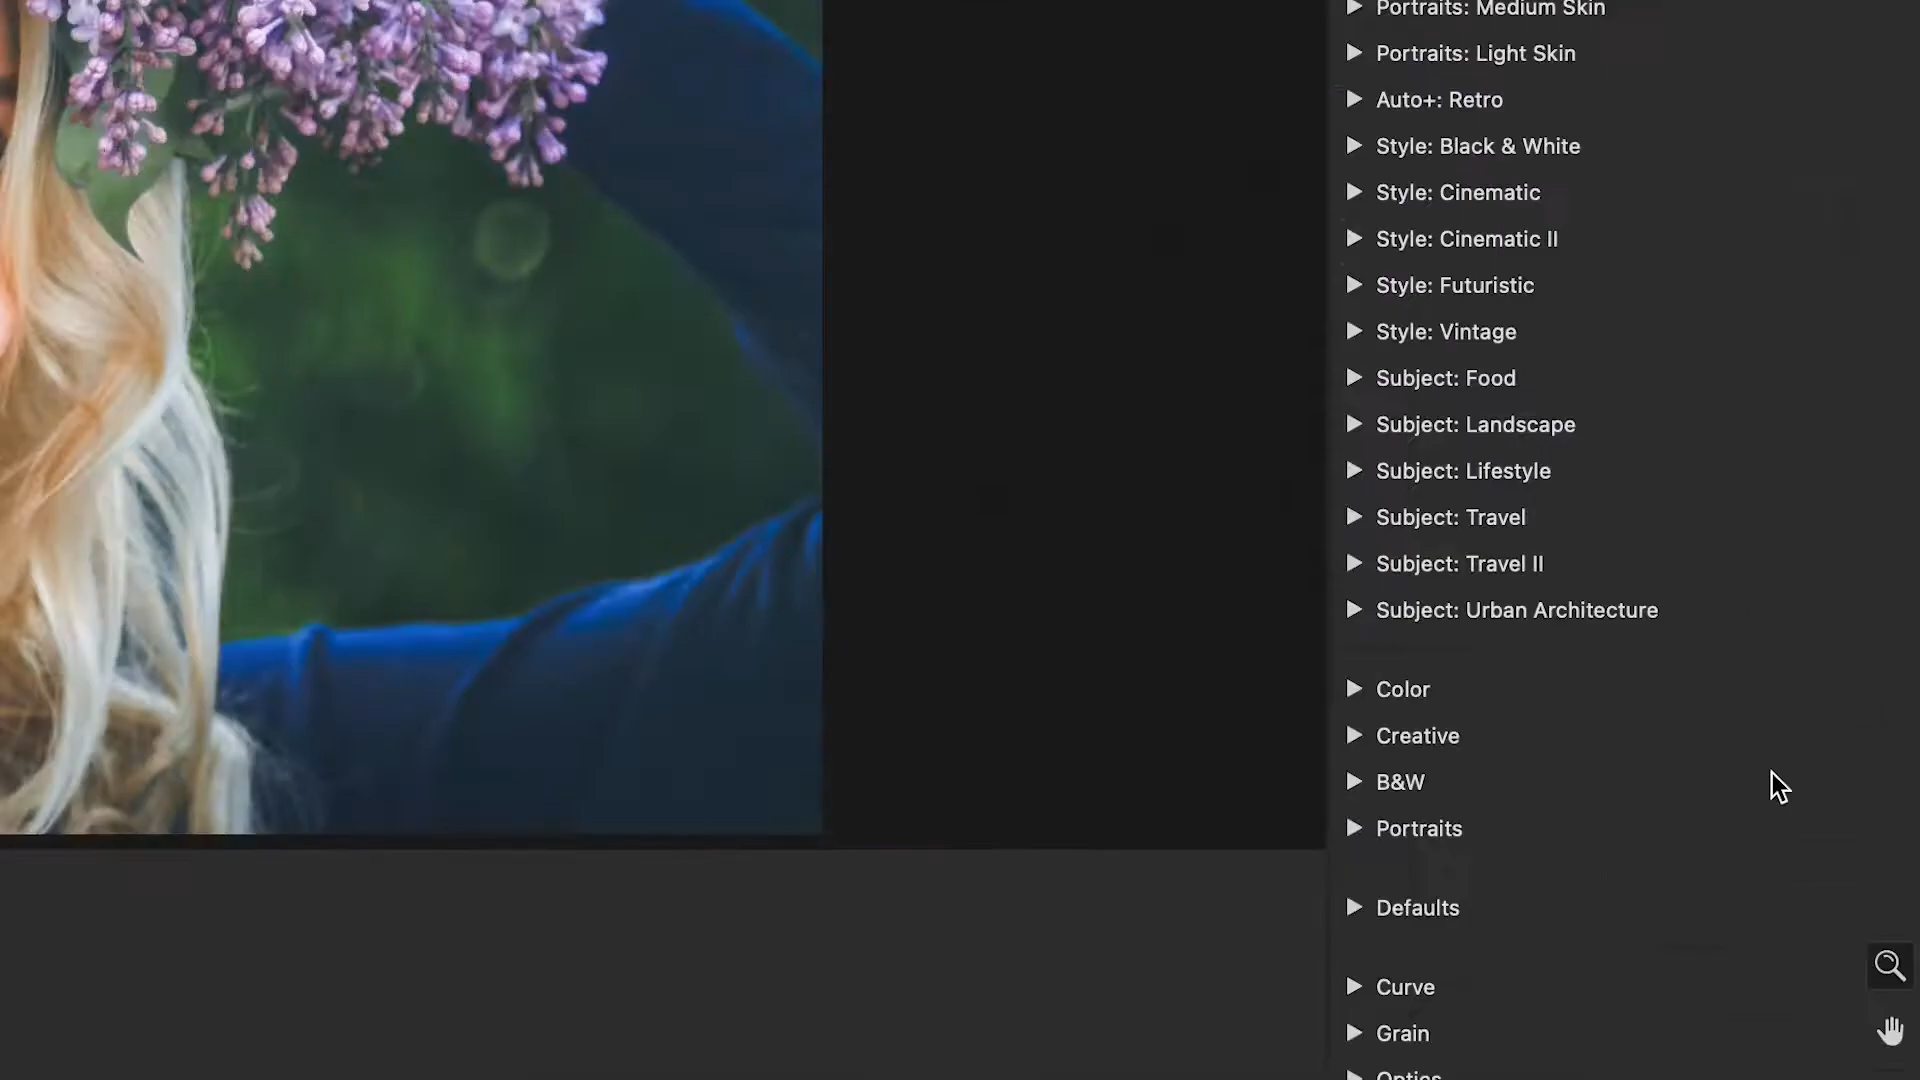 Portraits: Medium Skin
Portraits: Light Skin
Auto+: Retro
Style: Black & White
Style: Cinematic
Style: Cinematic II
Style: Futuristic
Style: Vintage
Subject: Food
Subject: Landscape
Subject: Lifestyle
Subject: Travel
Subject: Travel II
Subject: Urban Architecture
Color
Creative
B&W
Portraits
Defaults
Curve
Grain
Optics